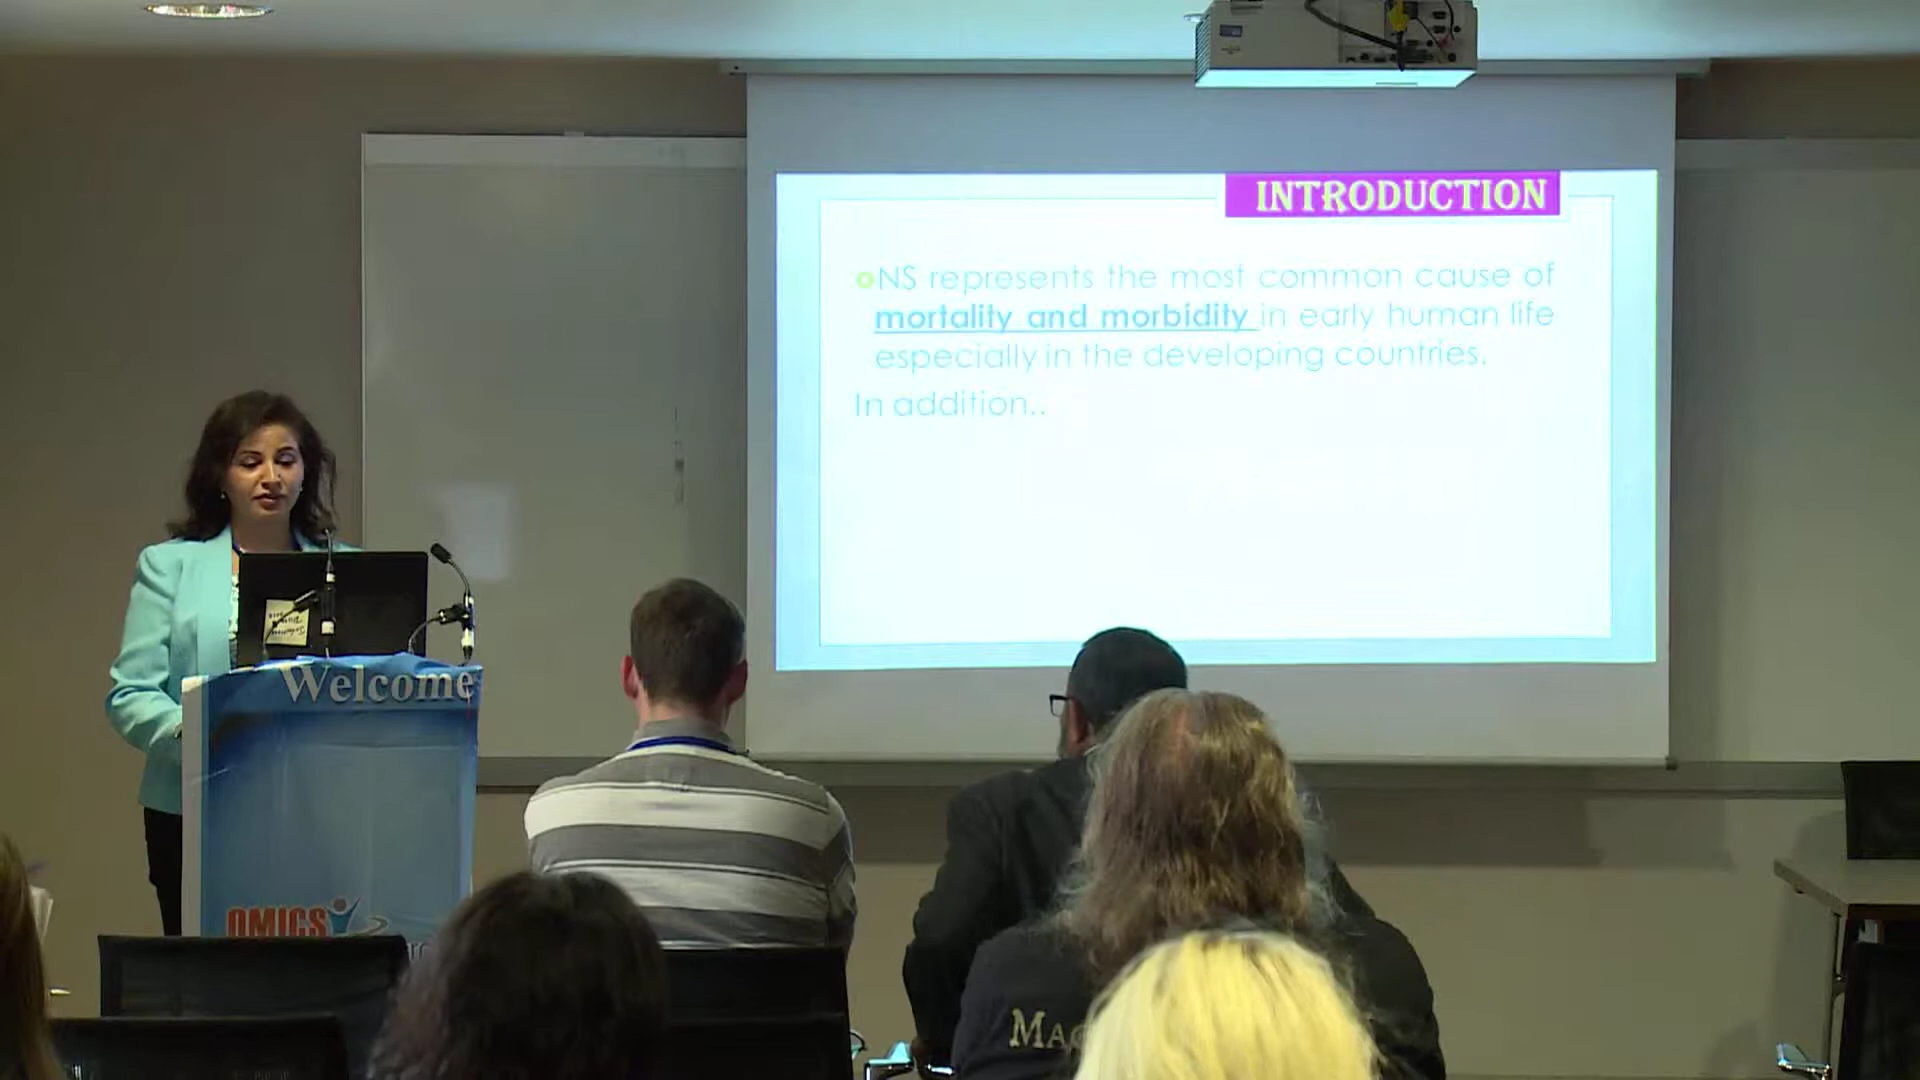 INTRODUCTION
NS represents the most common cause of
mortality and morbidity in early human life
especially in the developing countries.
In addition..
Welcome
OMICS